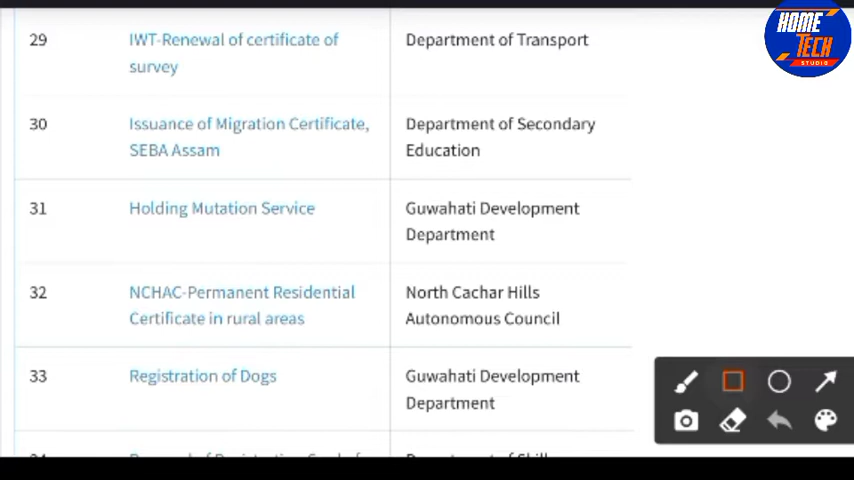 HOME
TECH
STUDIO
29 IWT-Renewal of certificate of Department of Transport
survey
30 Issuance of Migration Certificate, Department of Secondary
SEBA Assam Education
31 Holding Mutation Service Guwahati Development
Department
32 NCHAC-Permanent Residential North Cachar Hills
Certificate in rural areas Autonomous Council
33 Registration of Dogs Guwahati Development
Department